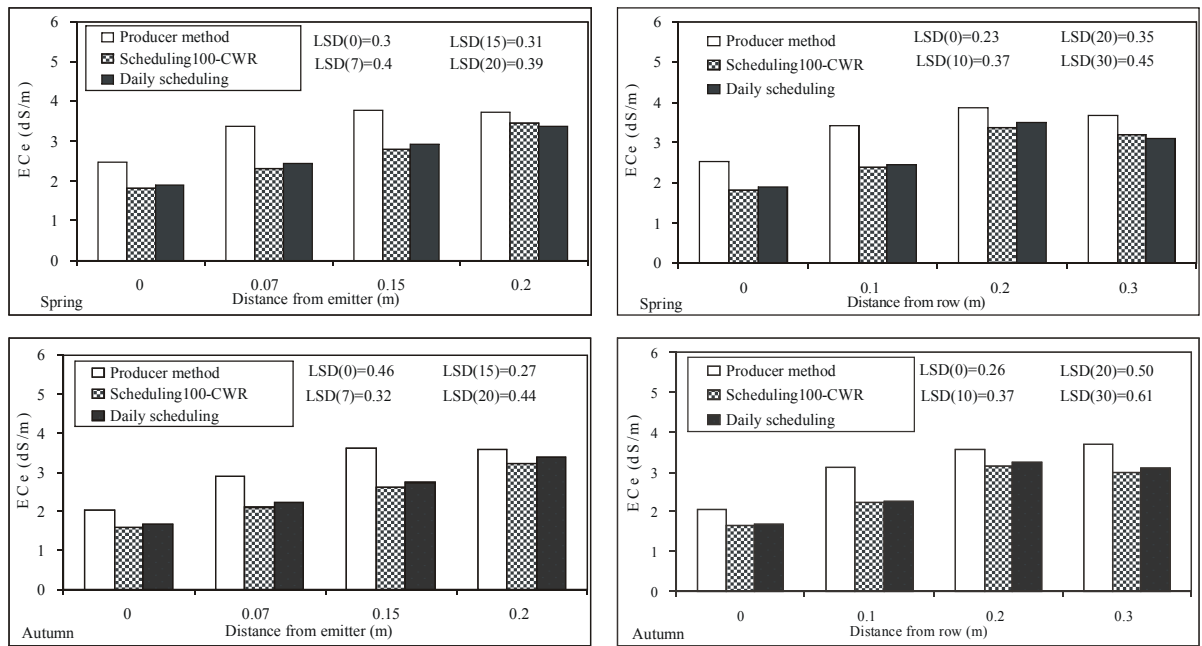 6
5
4
3
2
1
0
ECe (dS/m)
Producer method
Scheduling100-CWR
Daily scheduling
LSD(0)=0.3 LSD(15)=0.31
LSD(7)=0.4 LSD(20)=0.39
0 0.07 0.15 0.2
Spring Distance from emitter (m)
6
5
4
3
2
1
0
ECe (dS/m)
Producer method
Scheduling100-CWR
Daily scheduling
LSD(0)=0.23 LSD(20)=0.35
LSD(10)=0.37 LSD(30)=0.45
0 0.1 0.2 0.3
Spring Distance from row (m)
6
5
4
3
2
1
0
ECe (dS/m)
Producer method
Scheduling100-CWR
Daily scheduling
LSD(0)=0.46 LSD(15)=0.27
LSD(7)=0.32 LSD(20)=0.44
0 0.07 0.15 0.2
Autumn Distance from emitter (m)
6
5
4
3
2
1
0
ECe (dS/m)
Producer method
Scheduling100-CWR
Daily scheduling
LSD(0)=0.26 LSD(20)=0.50
LSD(10)=0.37 LSD(30)=0.61
0 0.1 0.2 0.3
Autumn Distance from row (m)